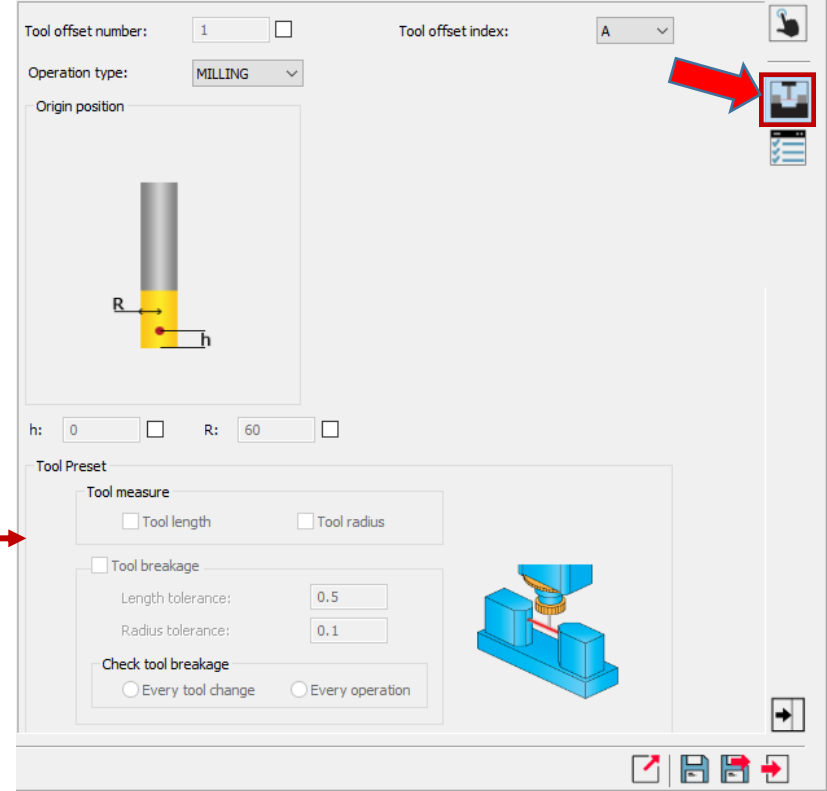 Tool offset number: 1 Tool offset index: A
Operation type: MILLING
Origin position
R
h
h: 0 R: 60
Tool Preset
Tool measure
Tool length Tool radius
Tool breakage
Length tolerance: 0.5
Radius tolerance: 0.1
Check tool breakage
Every tool change Every operation